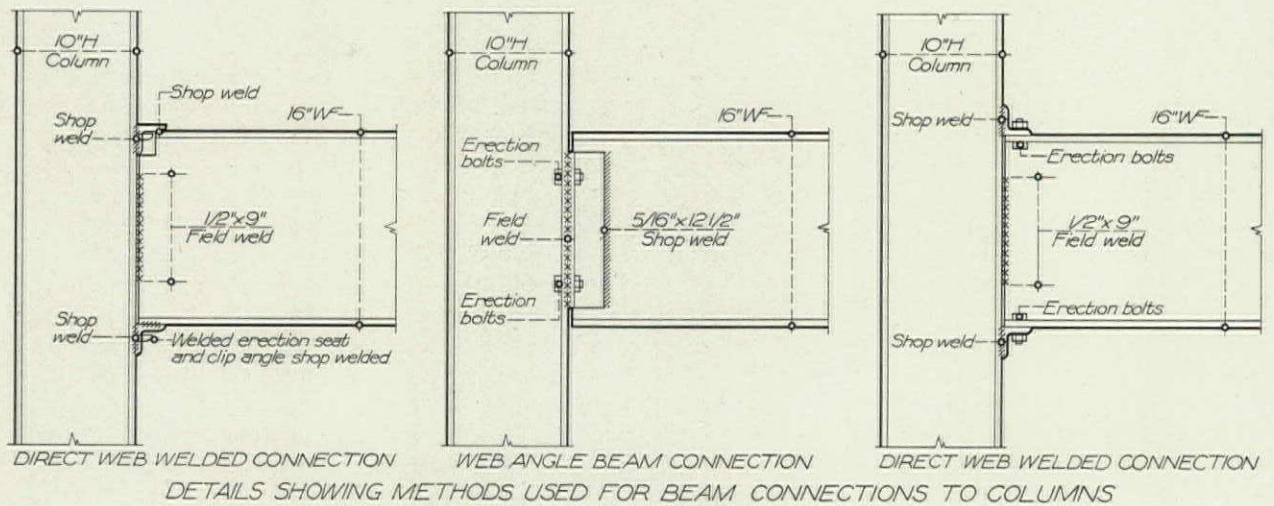 10"H
Column
Shop weld
Shop
weld
16"WF
1/2"x9"
Field weld
Shop
weld
Welded erection seat
and clip angle shop welded
DIRECT WEB WELDED CONNECTION
10"H
Column
16"WF
Erection
bolts
Field
weld
5/16"x12 1/2"
Shop weld
Erection
bolts
WEB ANGLE BEAM CONNECTION
10"H
Column
Shop weld
16"WF
Erection bolts
1/2"x9"
Field weld
Erection bolts
Shop weld
DIRECT WEB WELDED CONNECTION
DETAILS SHOWING METHODS USED FOR BEAM CONNECTIONS TO COLUMNS